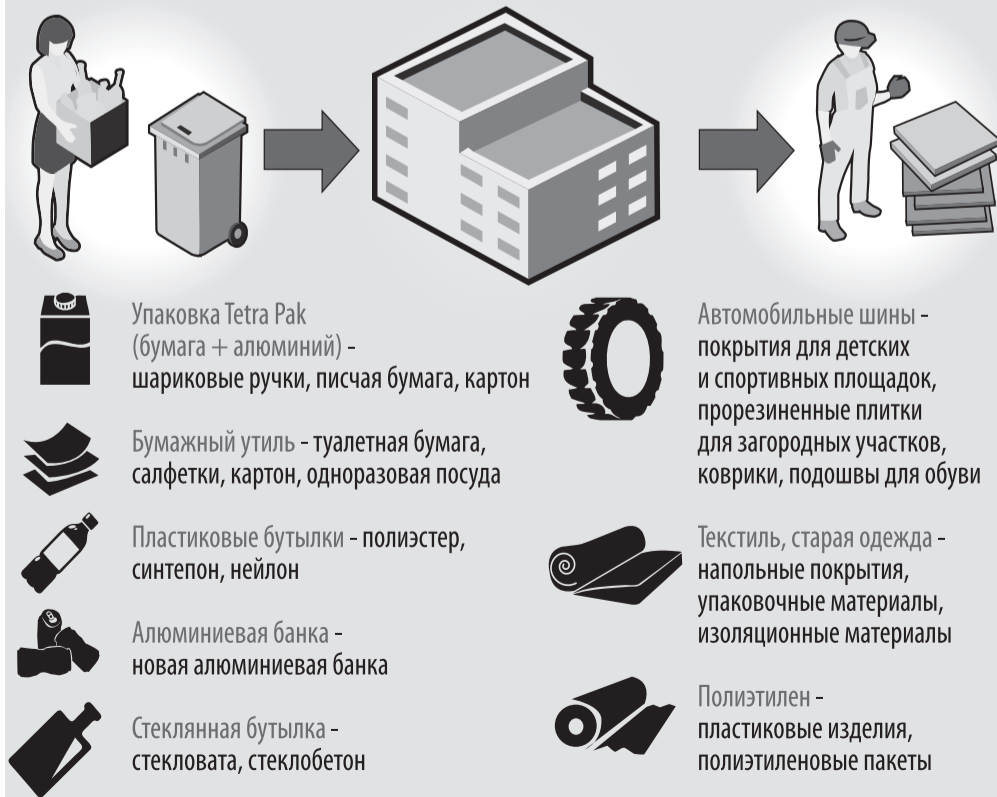 Упаковка Tetra Pak
(бумага + алюминий) -
шариковые ручки, писчая бумага, картон
Бумажный утиль - туалетная бумага,
салфетки, картон, одноразовая посуда
Пластиковые бутылки - полиэстер,
синтепон, нейлон
Алюминиевая банка -
новая алюминиевая банка
Стеклянная бутылка -
стекловата, стеклобетон
Автомобильные шины -
покрытия для детских
и спортивных площадок,
прорезиненные плитки
для загородных участков,
коврики, подошвы для обуви
Текстиль, старая одежда -
напольные покрытия,
упаковочные материалы,
изоляционные материалы
Полиэтилен -
пластиковые изделия,
полиэтиленовые пакеты